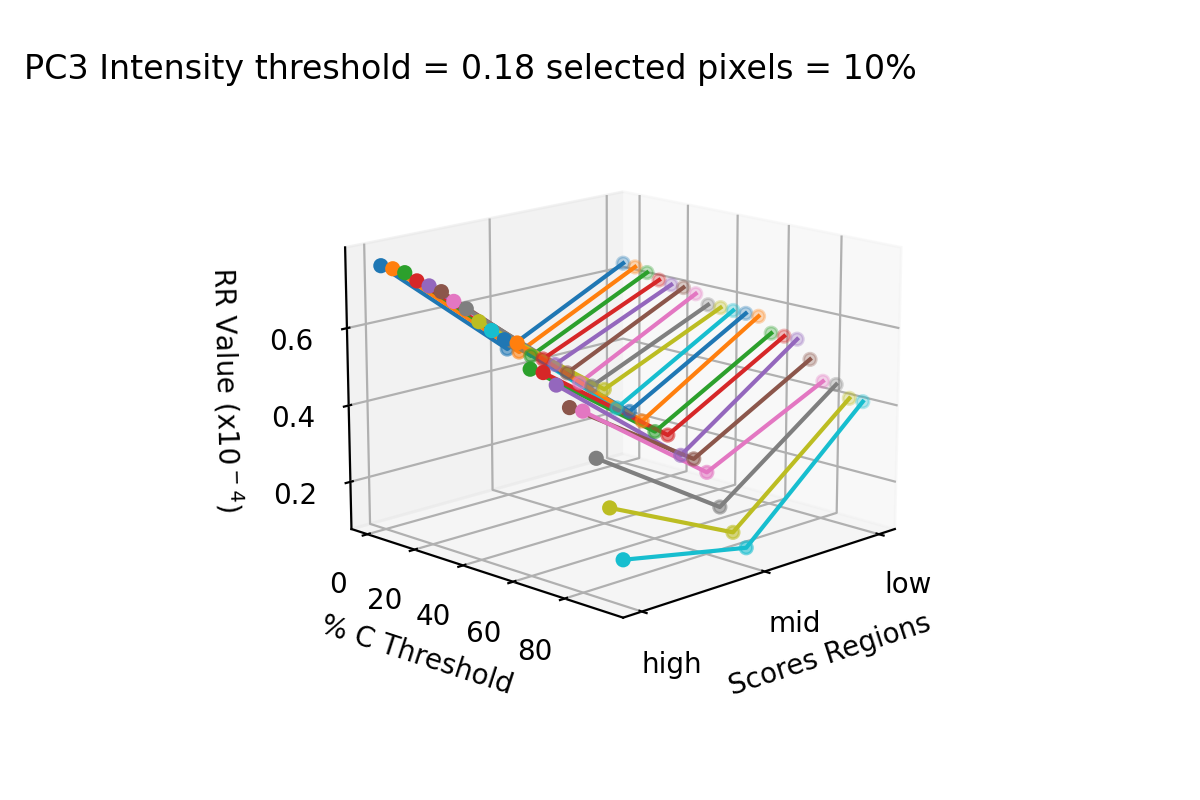 PC3 Intensity threshold = 0.18 selected pixels = 10%
RR Value (x10⁻⁴)
0.6
0.4
0.2
0
20
40
60
80
% C Threshold
high
mid
low
Scores Regions